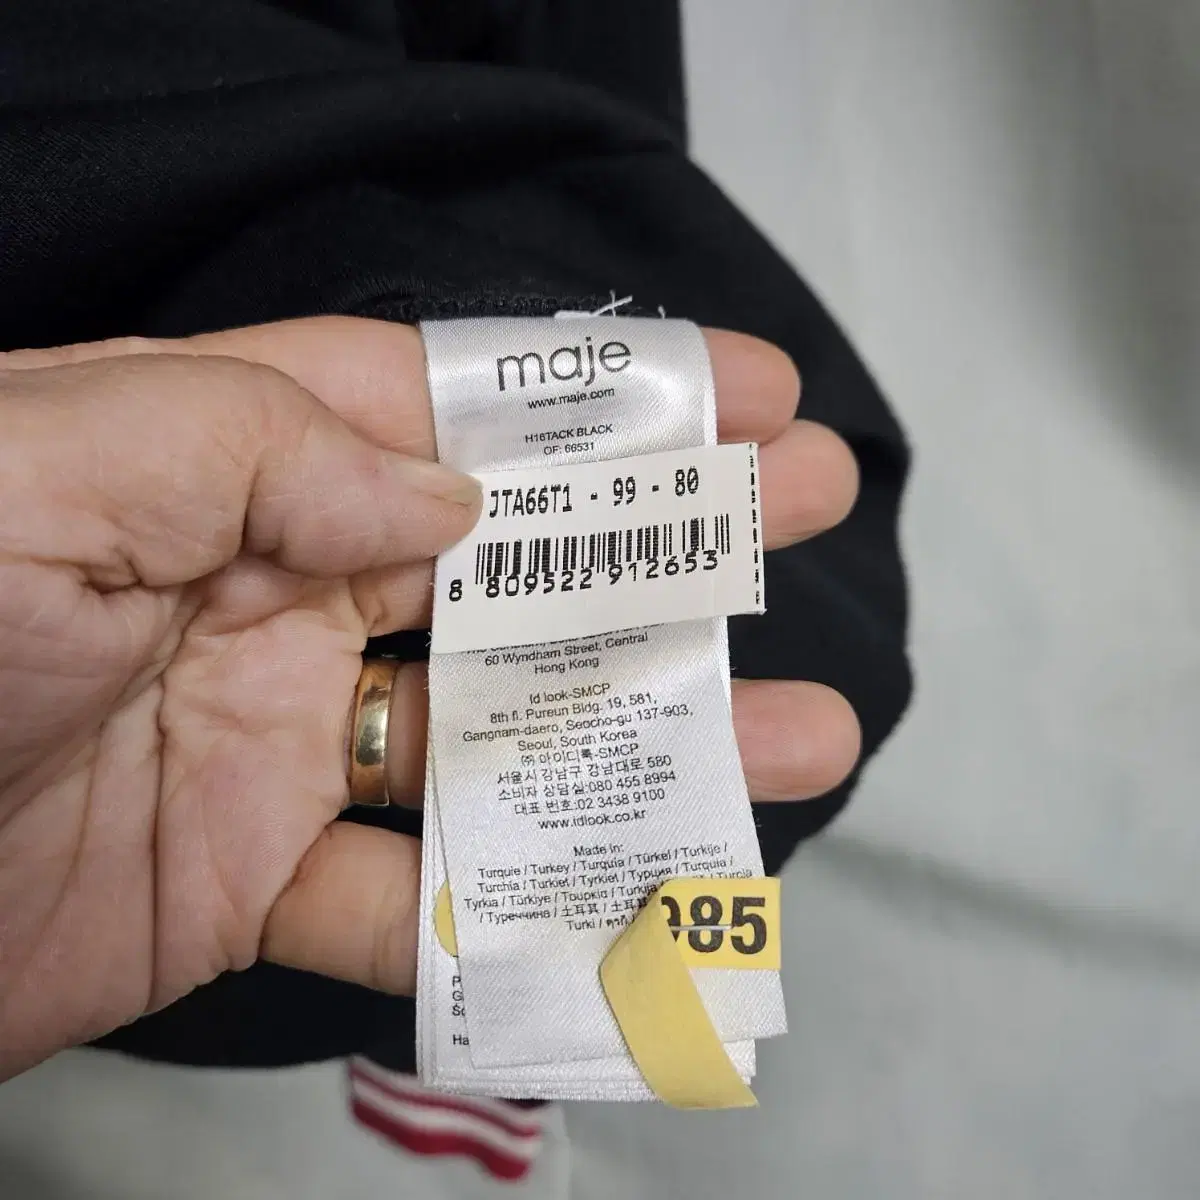 maje
www.maje.com
H16TACK BLACK
OF: 66531
JTA66T1 - 99 - 80
8 809522 912653
60 Wyndham Street, Central
Hong Kong
Id look-SMCP
8th fl. Pureun Bldg. 19, 581,
Gangnam-daero, Seocho-gu 137-903,
Seoul, South Korea
㈜ 아이디룩-SMCP
서울시 강남구 강남대로 580
소비자 상담실:080 455 8994
대표 번호:02 3438 9100
www.idlook.co.kr
Made in:
Turquie / Turkey / Turquía / Türkei / Turkije /
Turchia / Turkiet / Tyrkiet / Турция / Turquia /
Tyrkia / Türkiye / Τουρκία / Turkija
/ Туреччина / 土耳其 / 土耳其
Turki /
985